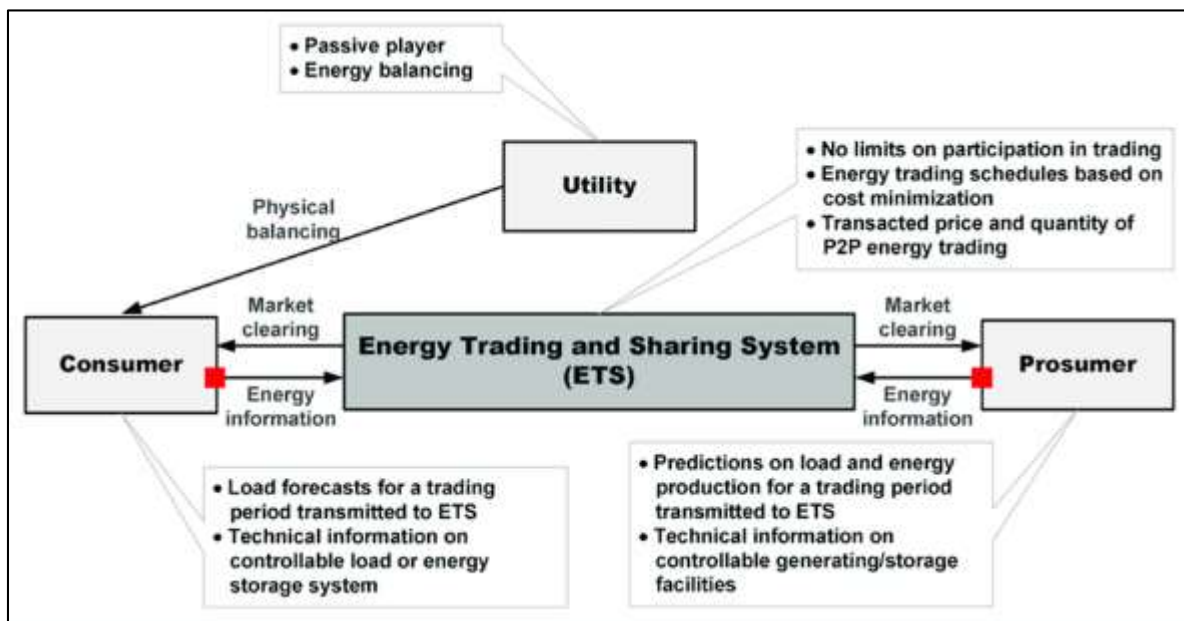 • Passive player
• Energy balancing
Utility
• No limits on participation in trading
• Energy trading schedules based on
cost minimization
• Transacted price and quantity of
P2P energy trading
Physical
balancing
Market
clearing
Market
clearing
Consumer
Energy Trading and Sharing System
(ETS)
Prosumer
Energy
information
Energy
information
• Load forecasts for a trading
period transmitted to ETS
• Technical information on
controllable load or energy
storage system
• Predictions on load and energy
production for a trading period
transmitted to ETS
• Technical information on
controllable generating/storage
facilities